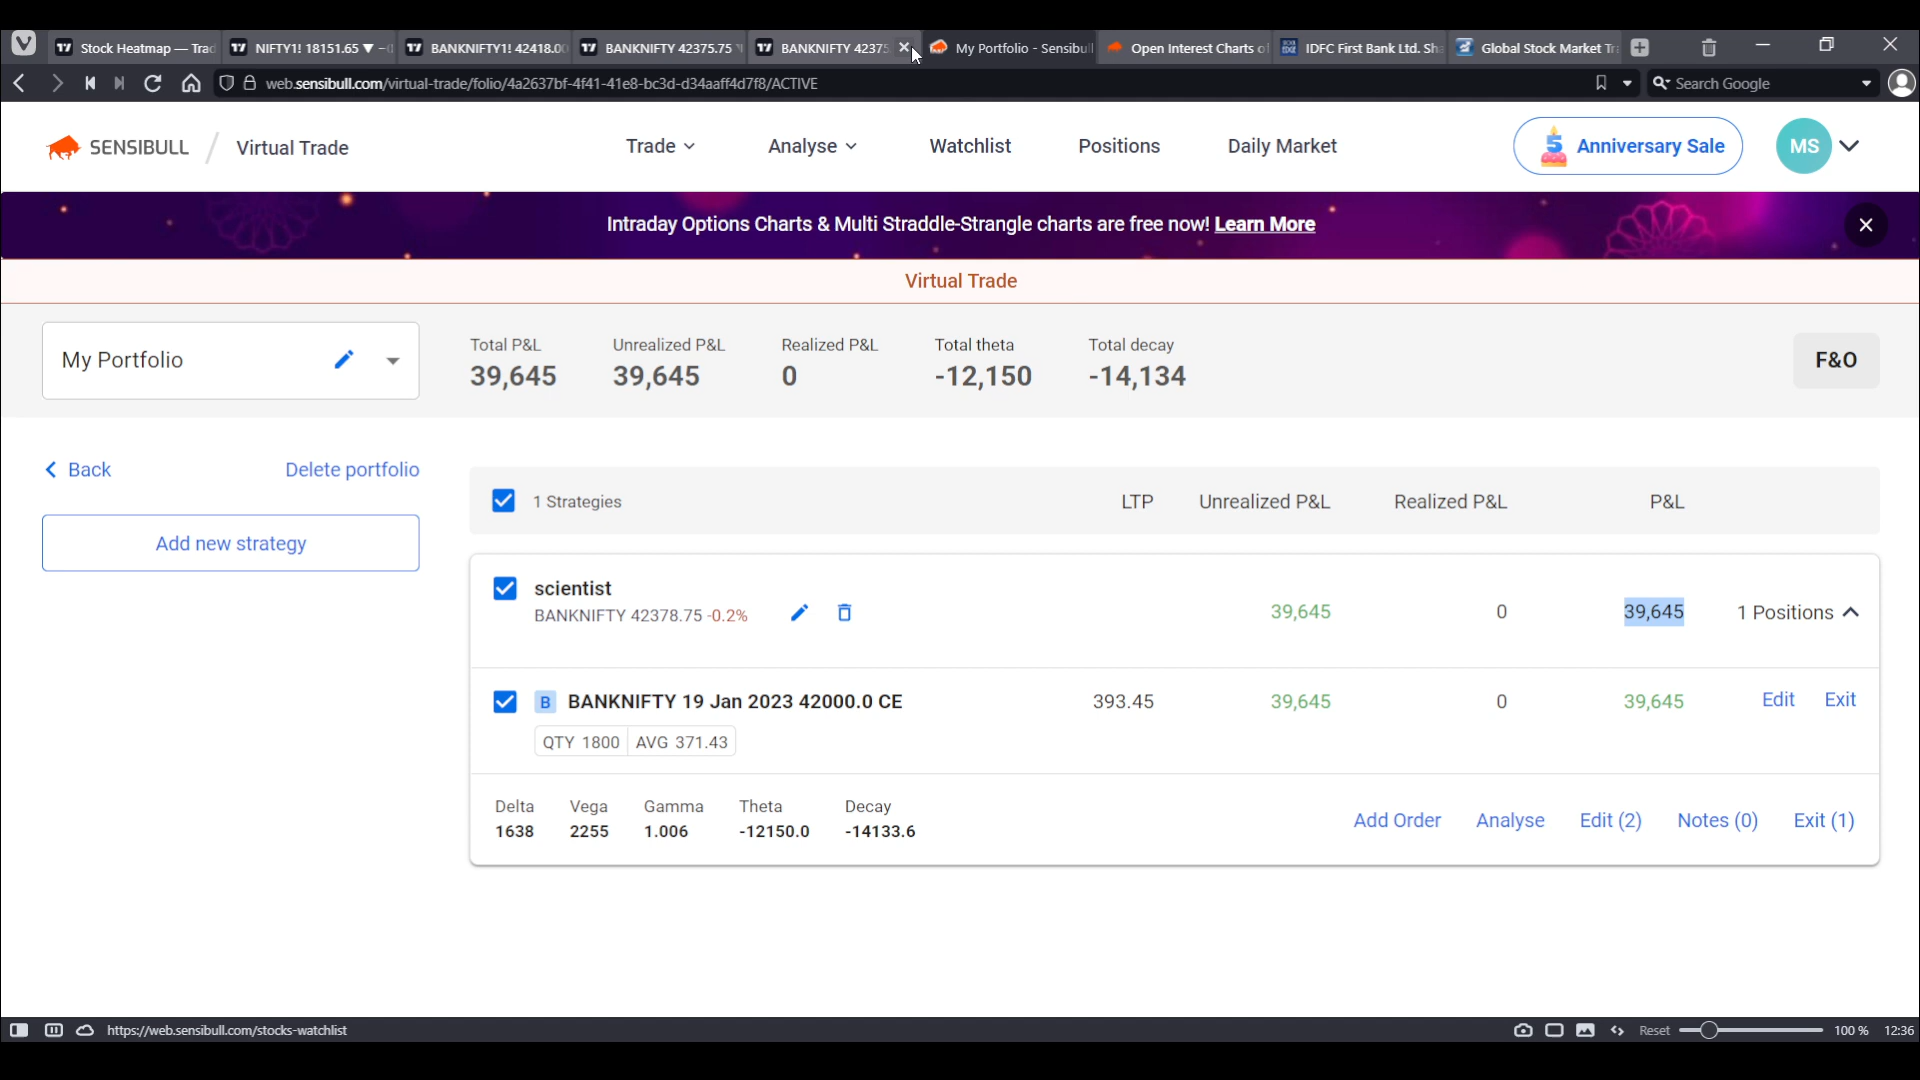 Stock Heatmap — Trad
NIFTY1! 18151.65 ▼ −
BANKNIFTY1! 42418.00
BANKNIFTY 42375.75
BANKNIFTY 4237
My Portfolio - Sensibul
Open Interest Charts o
IDFC First Bank Ltd. Sh
Global Stock Market Tr
web.sensibull.com/virtual-trade/folio/4a2637bf-4f41-41e8-bc3d-d34aaff4d7f8/ACTIVE
Search Google
SENSIBULL / Virtual Trade
Trade
Analyse
Watchlist
Positions
Daily Market
5 Anniversary Sale
MS
Intraday Options Charts & Multi Straddle-Strangle charts are free now! Learn More
Virtual Trade
My Portfolio
Total P&L
39,645
Unrealized P&L
39,645
Realized P&L
0
Total theta
-12,150
Total decay
-14,134
F&O
Back
Delete portfolio
Add new strategy
1 Strategies LTP Unrealized P&L Realized P&L P&L
scientist
BANKNIFTY 42378.75 -0.2%
39,645 0 39,645 1 Positions
B BANKNIFTY 19 Jan 2023 42000.0 CE 393.45 39,645 0 39,645 Edit Exit
QTY 1800 AVG 371.43
Delta Vega Gamma Theta Decay
1638 2255 1.006 -12150.0 -14133.6
Add Order Analyse Edit (2) Notes (0) Exit (1)
https://web.sensibull.com/stocks-watchlist
Reset 100 % 12:36